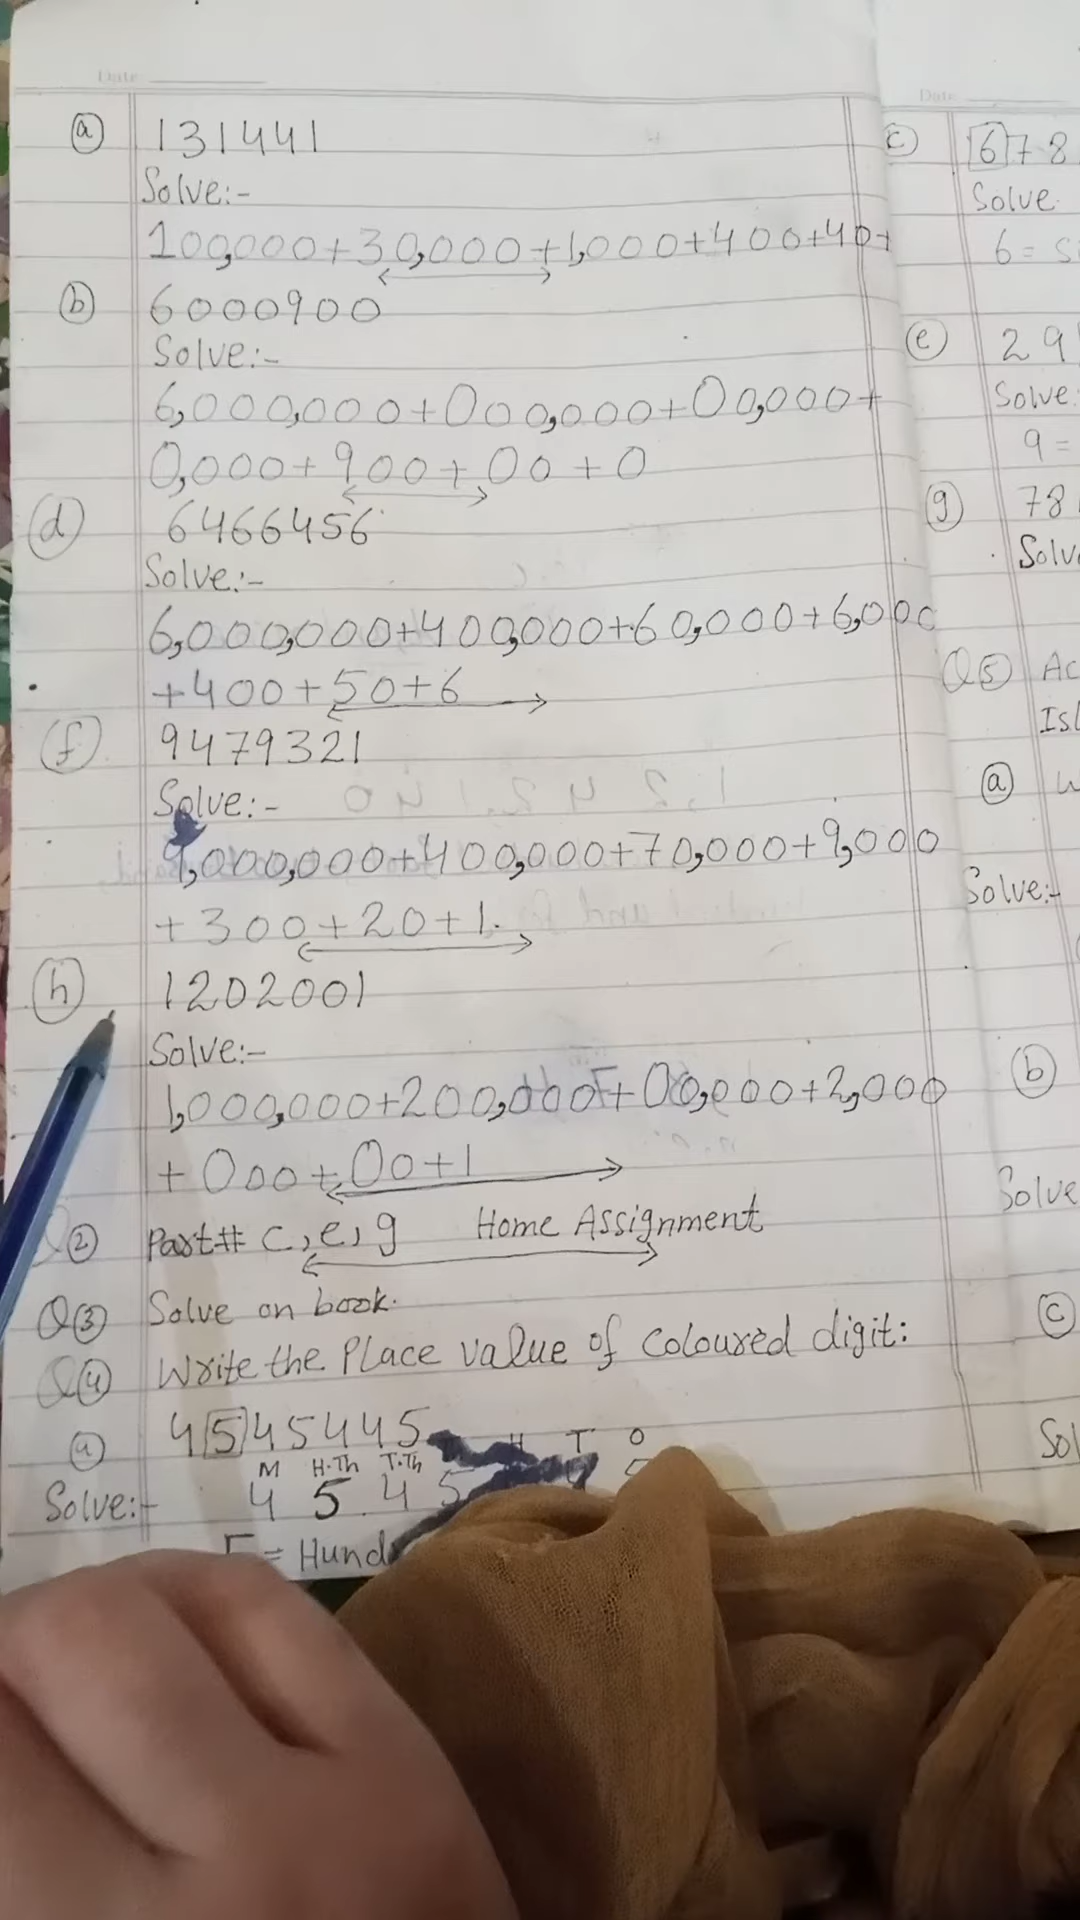 Date
ⓐ 131441
Solve:-
100,000+30,000+1,000+400+40+
ⓑ 6000900
Solve:-
6,000,000+000,000+00,000+
0,000+900+00+0
ⓓ 6466456
Solve:-
6,000,000+400,000+60,000+6,000
+400+50+6
ⓕ 9479321
Solve:-
9,000,000+400,000+70,000+9,000
+300+20+1.
ⓗ 1202001
Solve:-
1,000,000+200,000+00,000+2,000
+000+00+1
Q② Part# c,e,g Home Assignment
Q③ Solve on book.
Q④ Write the Place value of Coloured digit:
ⓐ 4545445
M H.Th T.Th H T O
Solve:- 4 5 4 5 4 5
5 = Hund
Date
ⓒ 678
Solve
6 =
ⓔ 29
Solve:
9 =
ⓖ 78
Solve
Q⑤ Ac
Isl
ⓐ
Solve:-
ⓑ
Solve
ⓒ
Sol